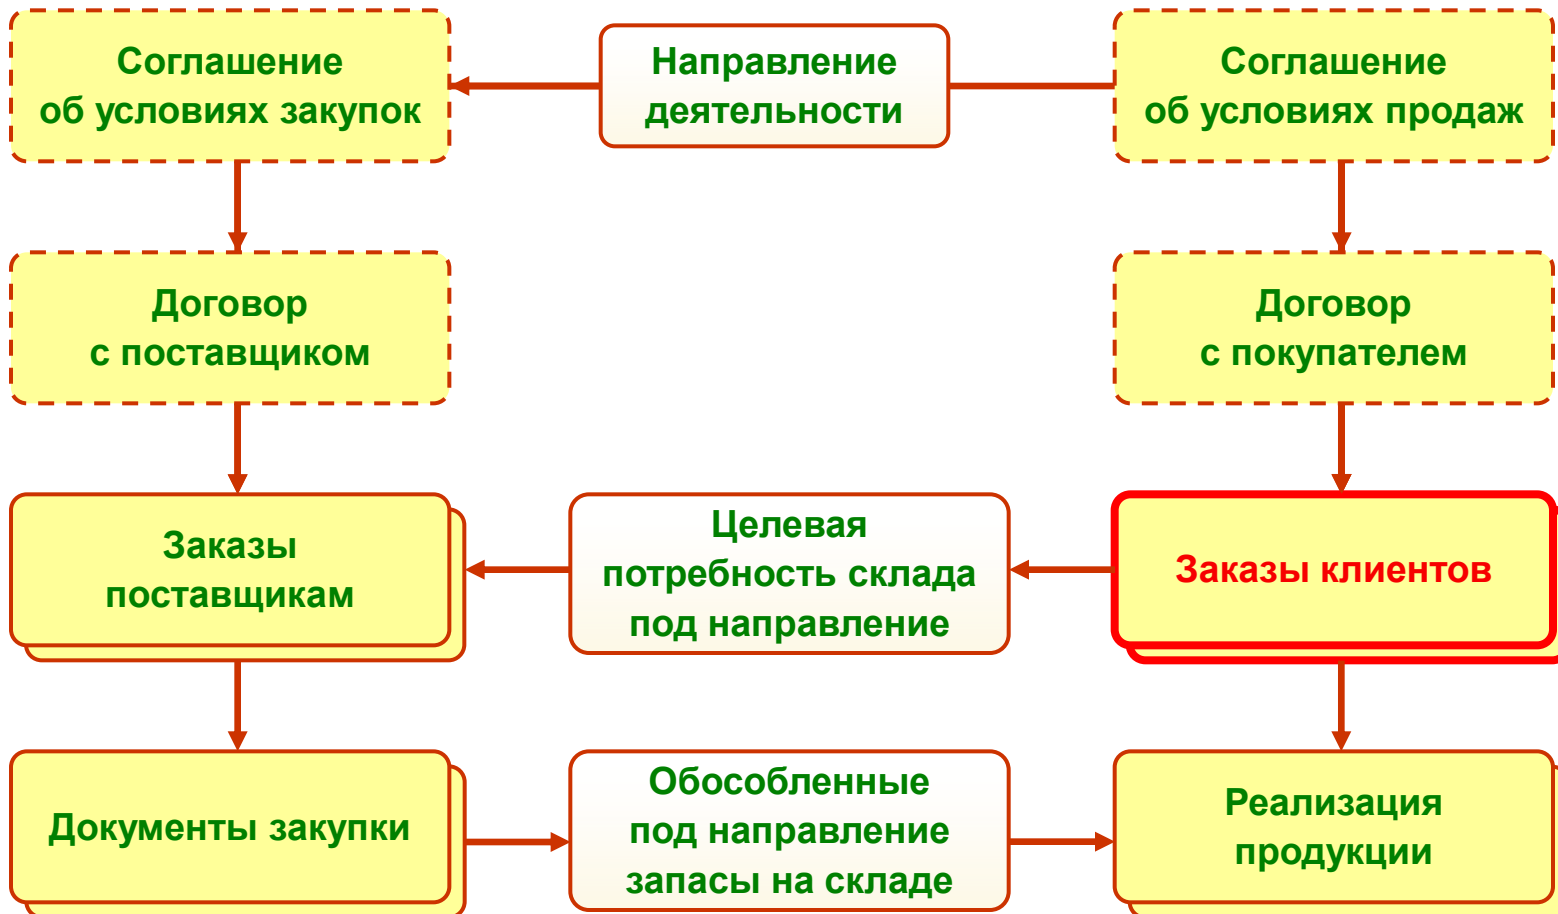 Соглашение
об условиях закупок
Направление
деятельности
Соглашение
об условиях продаж
Договор
с поставщиком
Договор
с покупателем
Заказы
поставщикам
Целевая
потребность склада
под направление
Заказы клиентов
Документы закупки
Обособленные
под направление
запасы на складе
Реализация
продукции